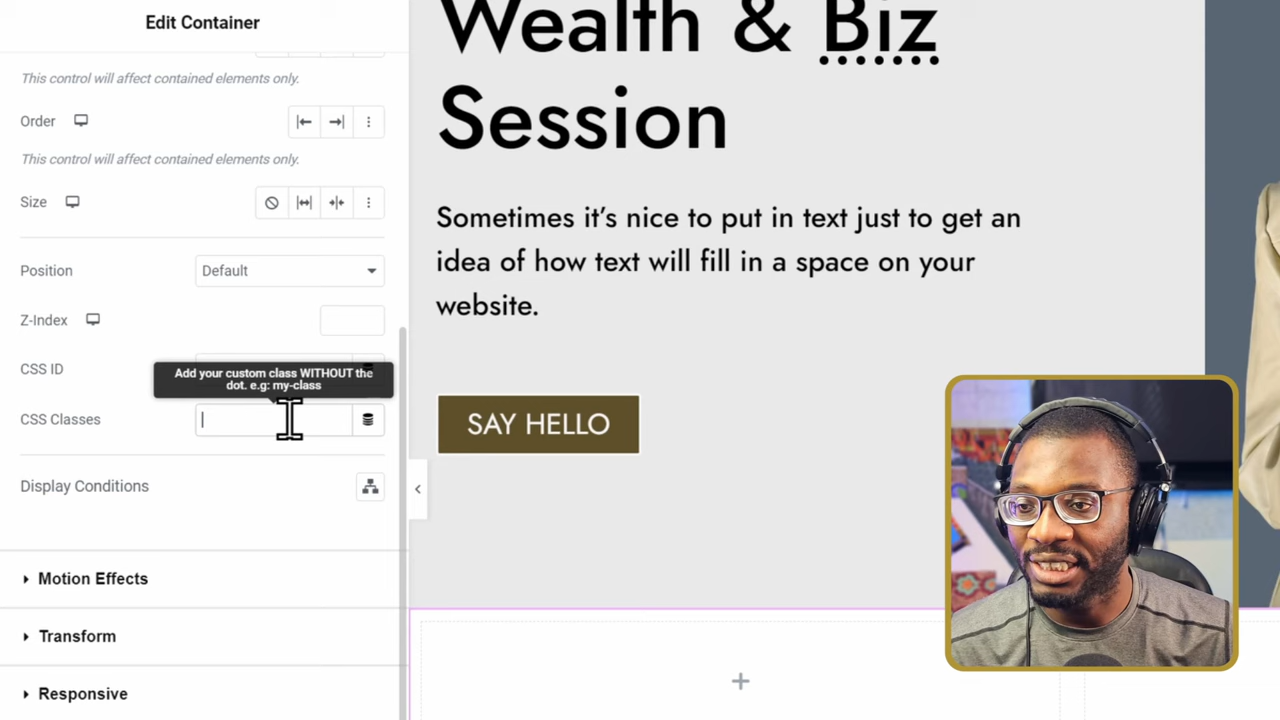 Edit Container
This control will affect contained elements only.
Order
This control will affect contained elements only.
Size
Position
Default
Z-Index
CSS ID
Add your custom class WITHOUT the
dot. e.g: my-class
CSS Classes
Display Conditions
Motion Effects
Transform
Responsive
Wealth & Biz
Session
Sometimes it’s nice to put in text just to get an
idea of how text will fill in a space on your
website.
SAY HELLO